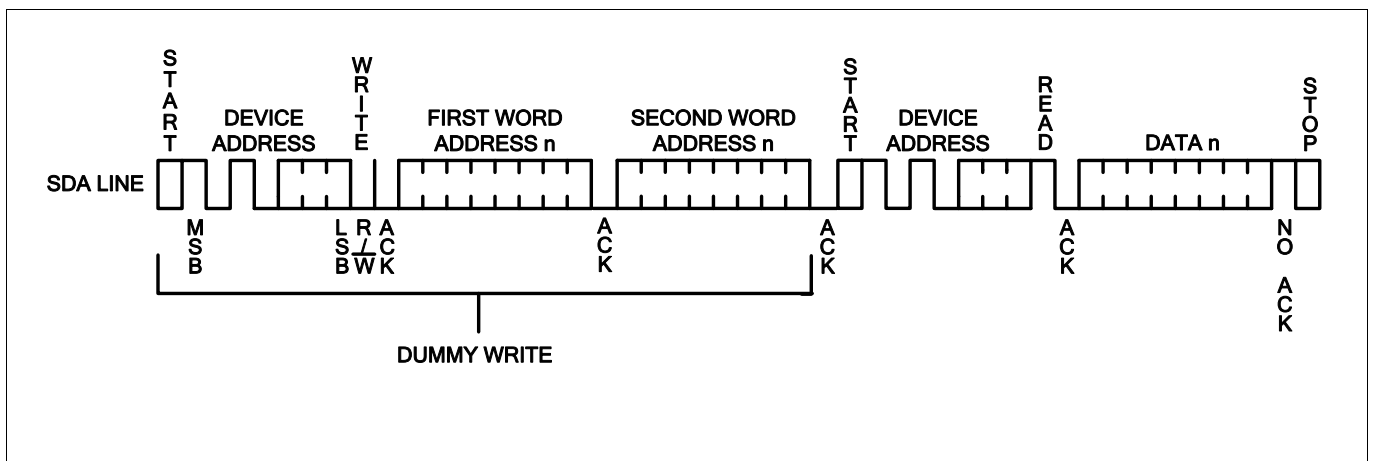 START
DEVICE
ADDRESS
WRITE
FIRST WORD
ADDRESS n
SECOND WORD
ADDRESS n
START
DEVICE
ADDRESS
READ
DATA n
STOP
SDA LINE
MSB
LSB
R/W
ACK
ACK
ACK
ACK
NO ACK
DUMMY WRITE